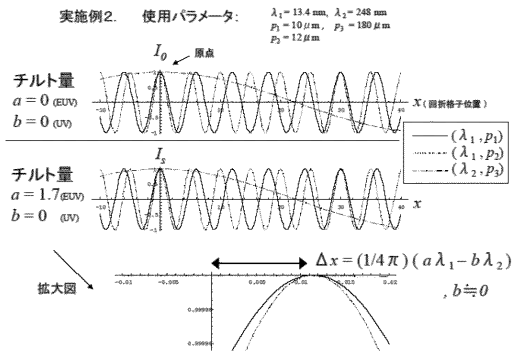 実施例2. 使用パラメータ: λ₁ = 13.4 nm, λ₂ = 248 nm
p₁ = 10 μm, p₃ = 180 μm
p₂ = 12 μm
I₀ 原点
チルト量
a = 0 (EUV)
b = 0 (UV)
x (回折格子位置)
(λ₁, p₁)
(λ₁, p₂)
(λ₂, p₃)
Iₛ
チルト量
a = 1.7 (EUV)
b = 0 (UV)
x
Δx = (1/4π)(aλ₁ − bλ₂)
, b≒0
拡大図